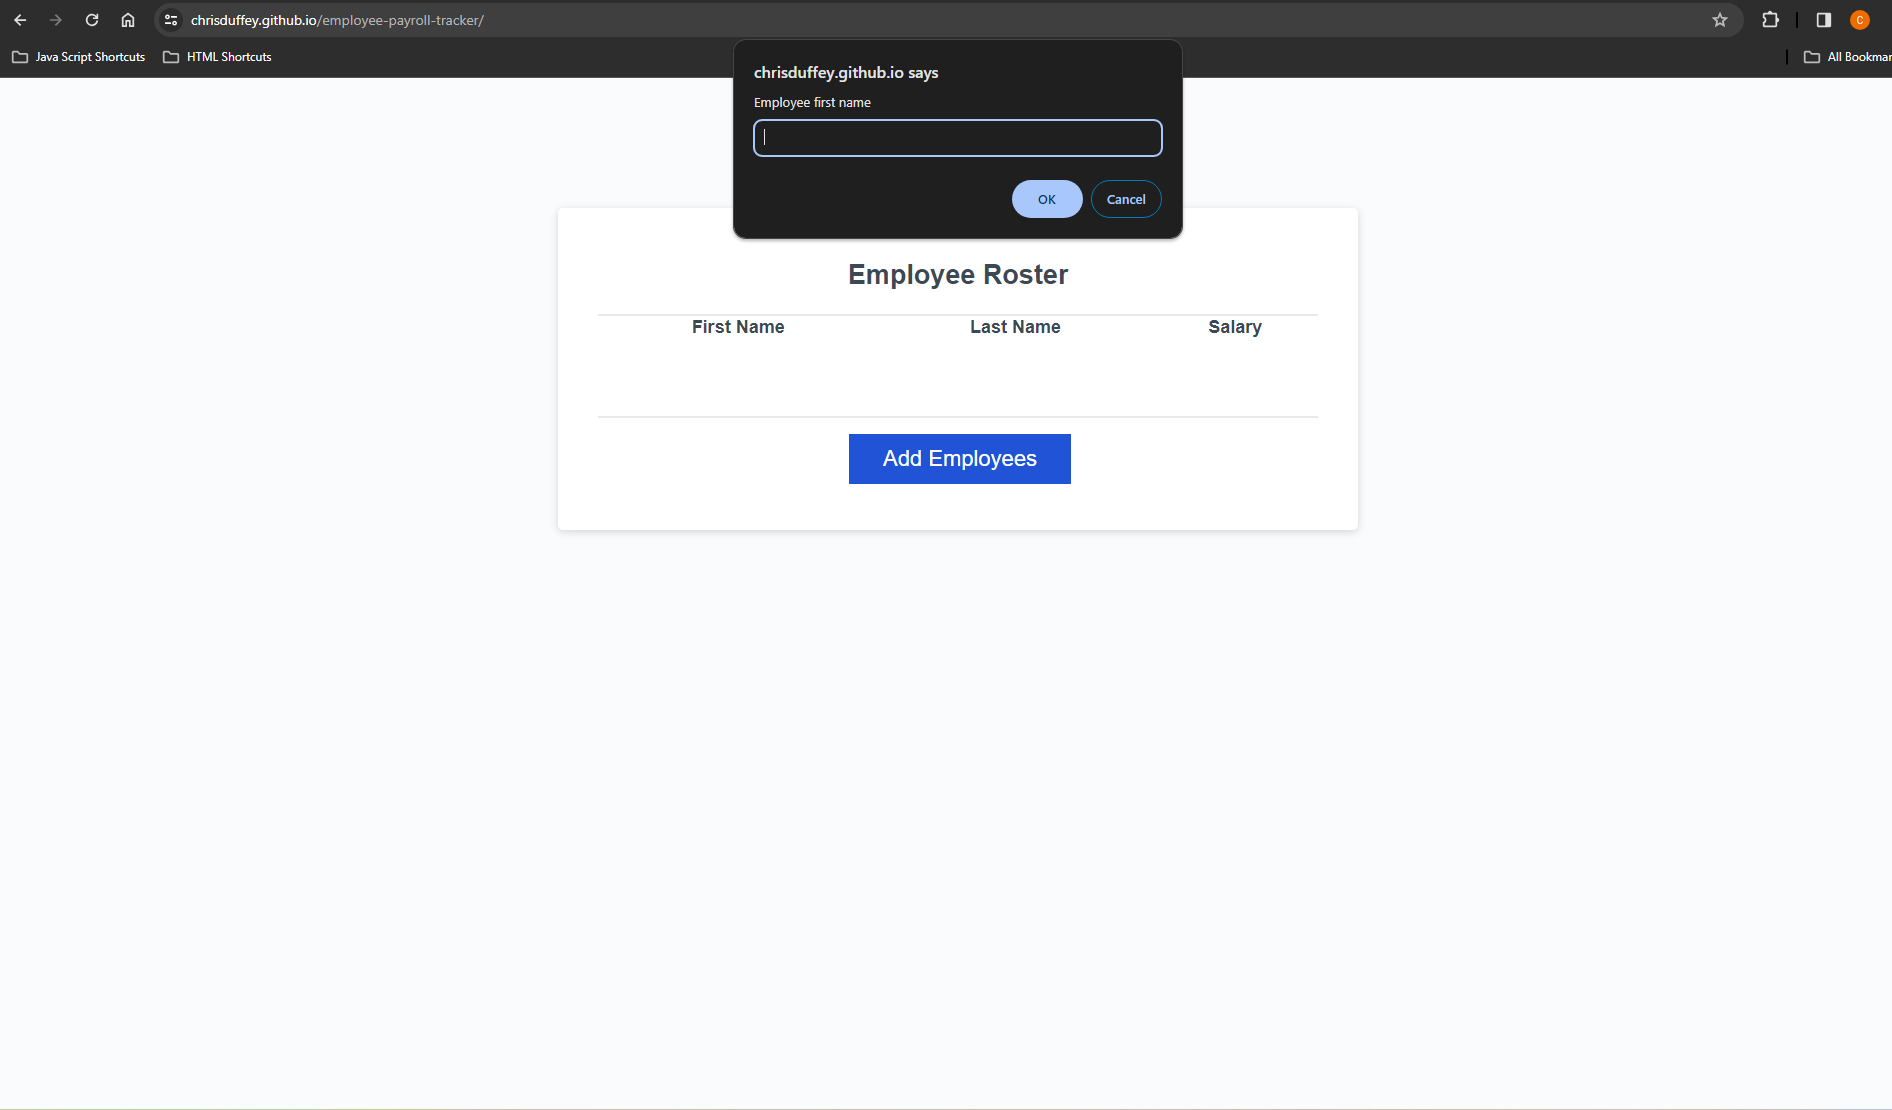 chrisduffey.github.io/employee-payroll-tracker/
C
Java Script Shortcuts
HTML Shortcuts
All Bookmar
chrisduffey.github.io says
Employee first name
OK
Cancel
Employee Roster
First Name Last Name Salary
Add Employees